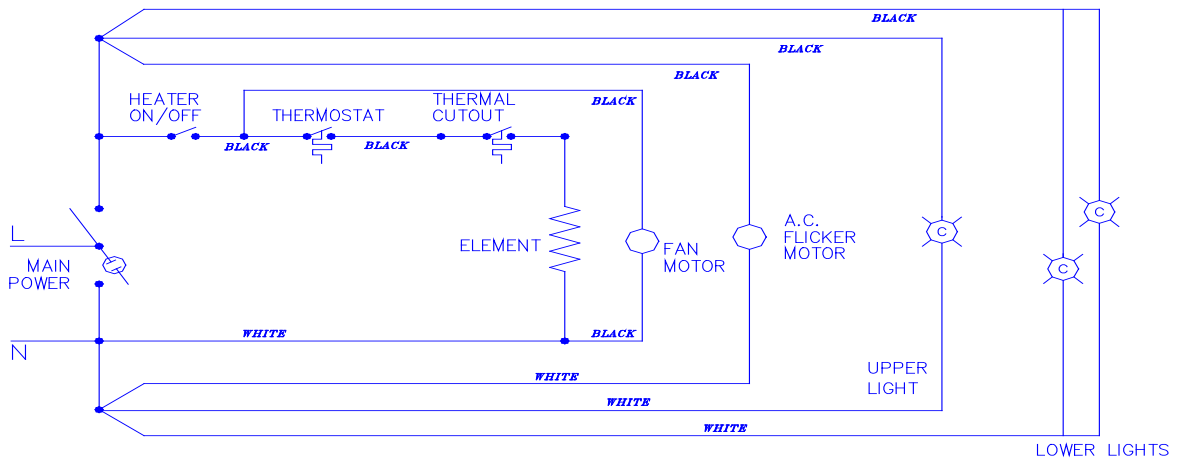 BLACK
BLACK
BLACK
HEATER
ON/OFF
THERMOSTAT
THERMAL
CUTOUT
BLACK
BLACK
BLACK
C
C
C
L
MAIN
POWER
ELEMENT
FAN
MOTOR
A.C.
FLICKER
MOTOR
N
WHITE
BLACK
UPPER
LIGHT
WHITE
WHITE
WHITE
LOWER LIGHTS